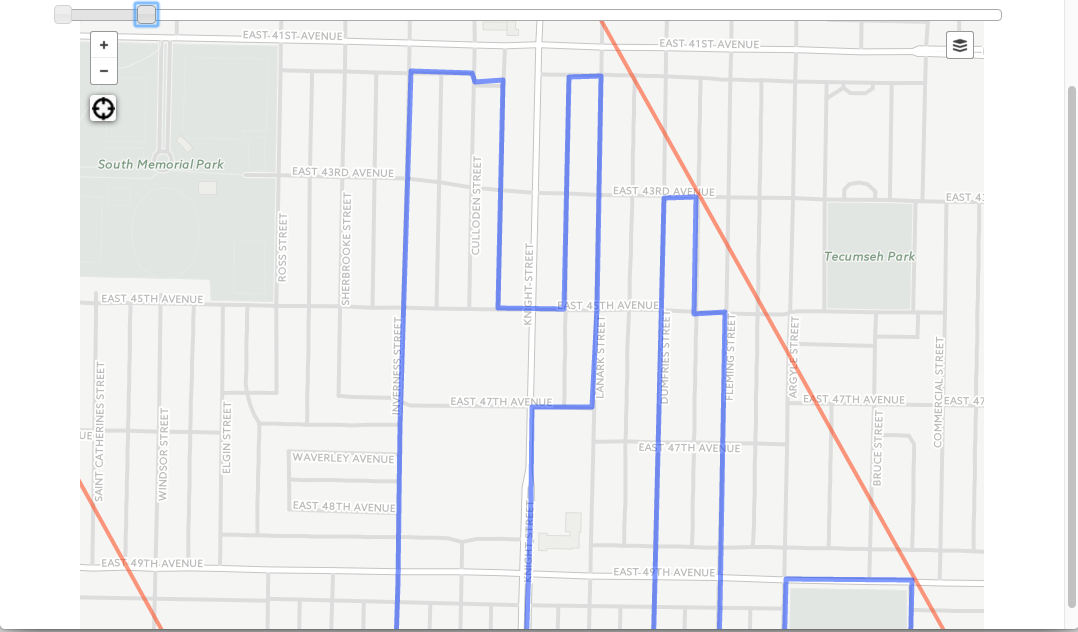 EAST 41ST AVENUE
EAST 41ST AVENUE
+
−
South Memorial Park
EAST 43RD AVENUE
CULLODEN STREET
EAST 43RD AVENUE
EAST 43
ROSS STREET
SHERBROOKE STREET
KNIGHT STREET
Tecumseh Park
EAST 45TH AVENUE
EAST 45TH AVENUE
INVERNESS STREET
LANARK STREET
DUMFRIES STREET
FLEMING STREET
ARGYLE STREET
COMMERCIAL STREET
SAINT CATHERINES STREET
WINDSOR STREET
ELGIN STREET
EAST 47TH AVENUE
EAST 47TH AVENUE
EAST 47
BRUCE STREET
UE
EAST 47TH AVENUE
WAVERLEY AVENUE
EAST 48TH AVENUE
KNIGHT STREET
EAST 49TH AVENUE
EAST 49TH AVENUE